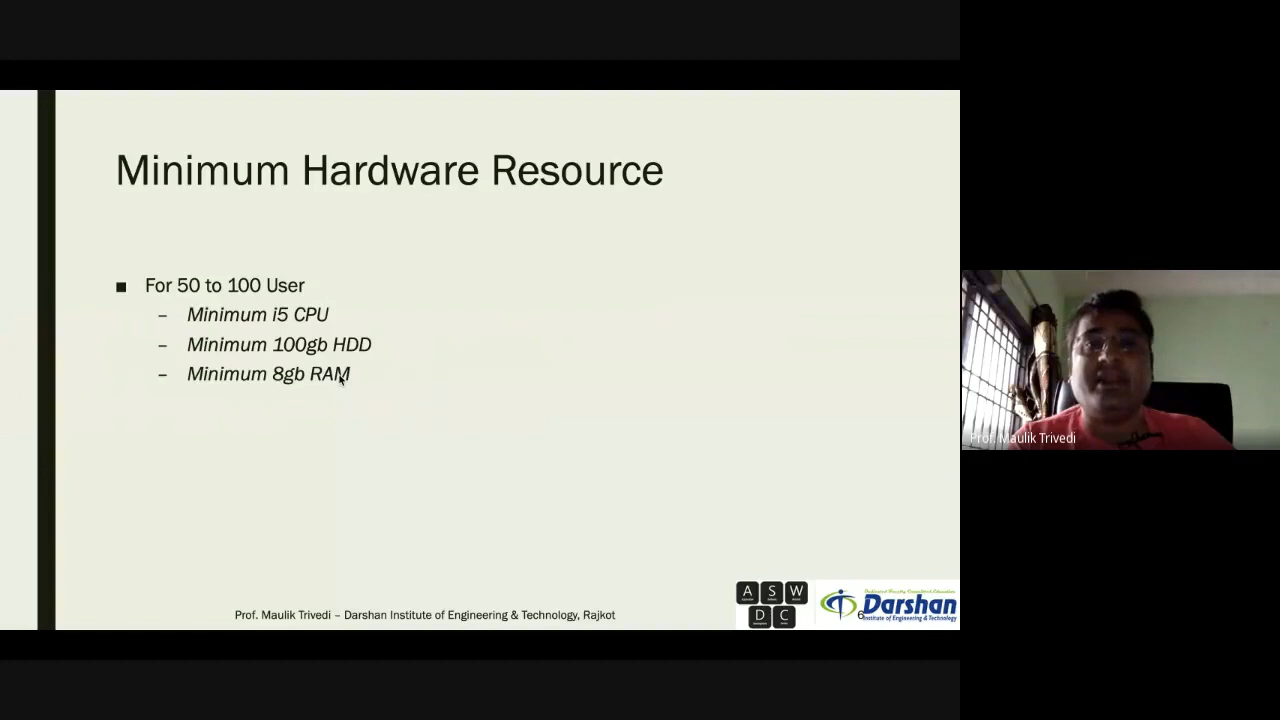 Minimum Hardware Resource
■ For 50 to 100 User
– Minimum i5 CPU
– Minimum 100gb HDD
– Minimum 8gb RAM
Prof. Maulik Trivedi
Prof. Maulik Trivedi – Darshan Institute of Engineering & Technology, Rajkot
A S W
D C
Darshan
Institute of Engineering & Technology
6